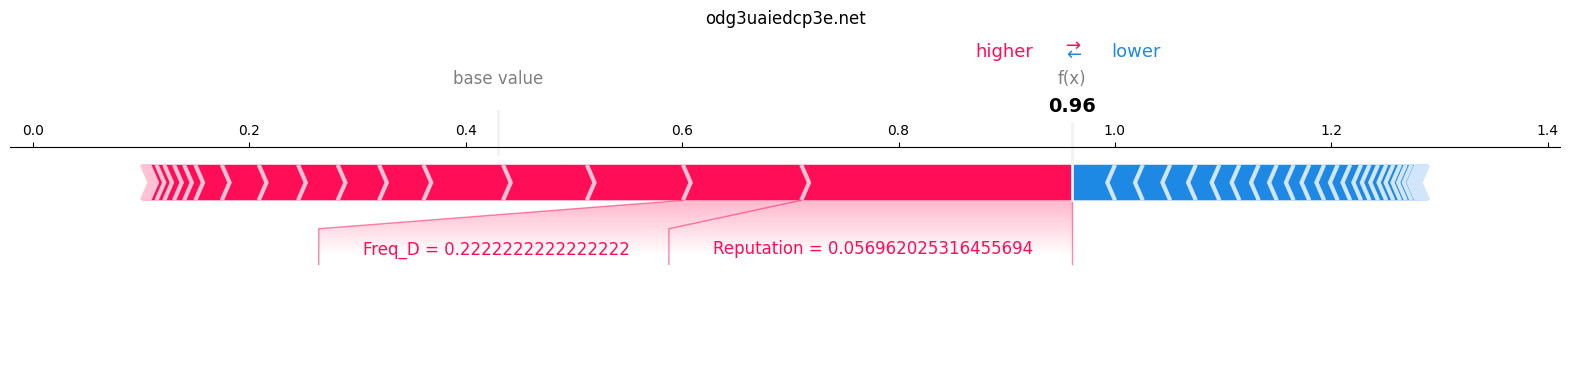 odg3uaiedcp3e.net
higher → ← lower
base value f(x)
0.96
0.0 0.2 0.4 0.6 0.8 1.0 1.2 1.4
Freq_D = 0.2222222222222222 Reputation = 0.056962025316455694